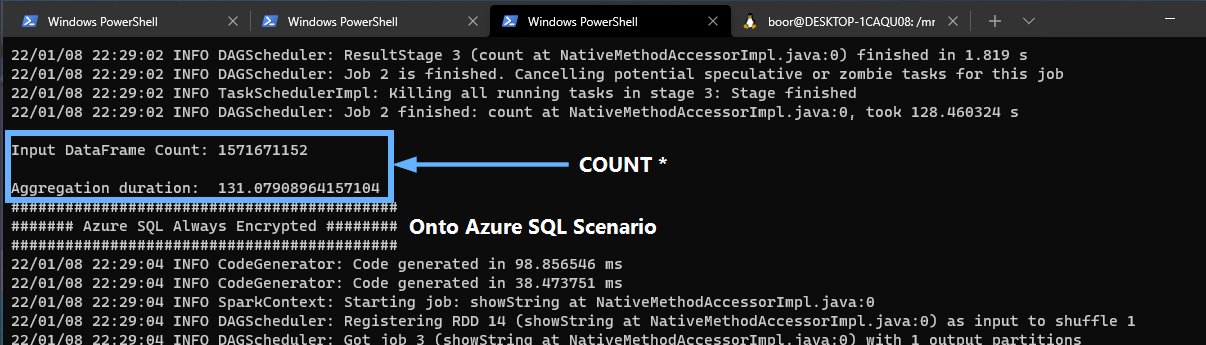 Windows PowerShell
Windows PowerShell
Windows PowerShell
boor@DESKTOP-1CAQU08: /mr
22/01/08 22:29:02 INFO DAGScheduler: ResultStage 3 (count at NativeMethodAccessorImpl.java:0) finished in 1.819 s
22/01/08 22:29:02 INFO DAGScheduler: Job 2 is finished. Cancelling potential speculative or zombie tasks for this job
22/01/08 22:29:02 INFO TaskSchedulerImpl: Killing all running tasks in stage 3: Stage finished
22/01/08 22:29:02 INFO DAGScheduler: Job 2 finished: count at NativeMethodAccessorImpl.java:0, took 128.460324 s
Input DataFrame Count: 1571671152
COUNT *
Aggregation duration:  131.07908964157104
###########################################
####### Azure SQL Always Encrypted ########
Onto Azure SQL Scenario
###########################################
22/01/08 22:29:04 INFO CodeGenerator: Code generated in 98.856546 ms
22/01/08 22:29:04 INFO CodeGenerator: Code generated in 38.473751 ms
22/01/08 22:29:04 INFO SparkContext: Starting job: showString at NativeMethodAccessorImpl.java:0
22/01/08 22:29:04 INFO DAGScheduler: Registering RDD 14 (showString at NativeMethodAccessorImpl.java:0) as input to shuffle 1
22/01/08 22:29:04 INFO DAGScheduler: Got job 3 (showString at NativeMethodAccessorImpl.java:0) with 1 output partitions